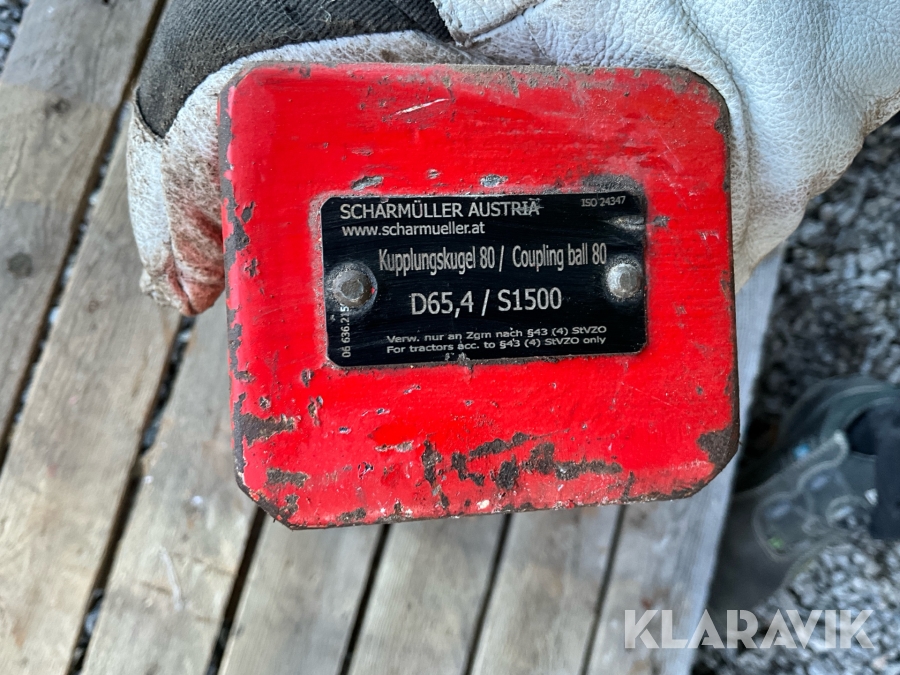 SCHARMÜLLER AUSTRIA
ISO 24347
www.scharmueller.at
Kupplungskugel 80 / Coupling ball 80
D65,4 / S1500
Verw. nur an Zgm nach §43 (4) StVZO
For tractors acc. to §43 (4) StVZO only
06 636.215
KLARAVIK